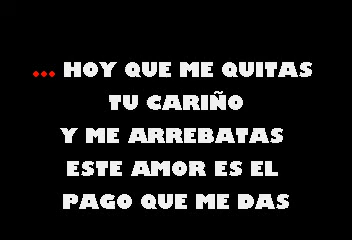 ... HOY QUE ME QUITAS
TU CARIÑO
Y ME ARREBATAS
ESTE AMOR ES EL
PAGO QUE ME DAS